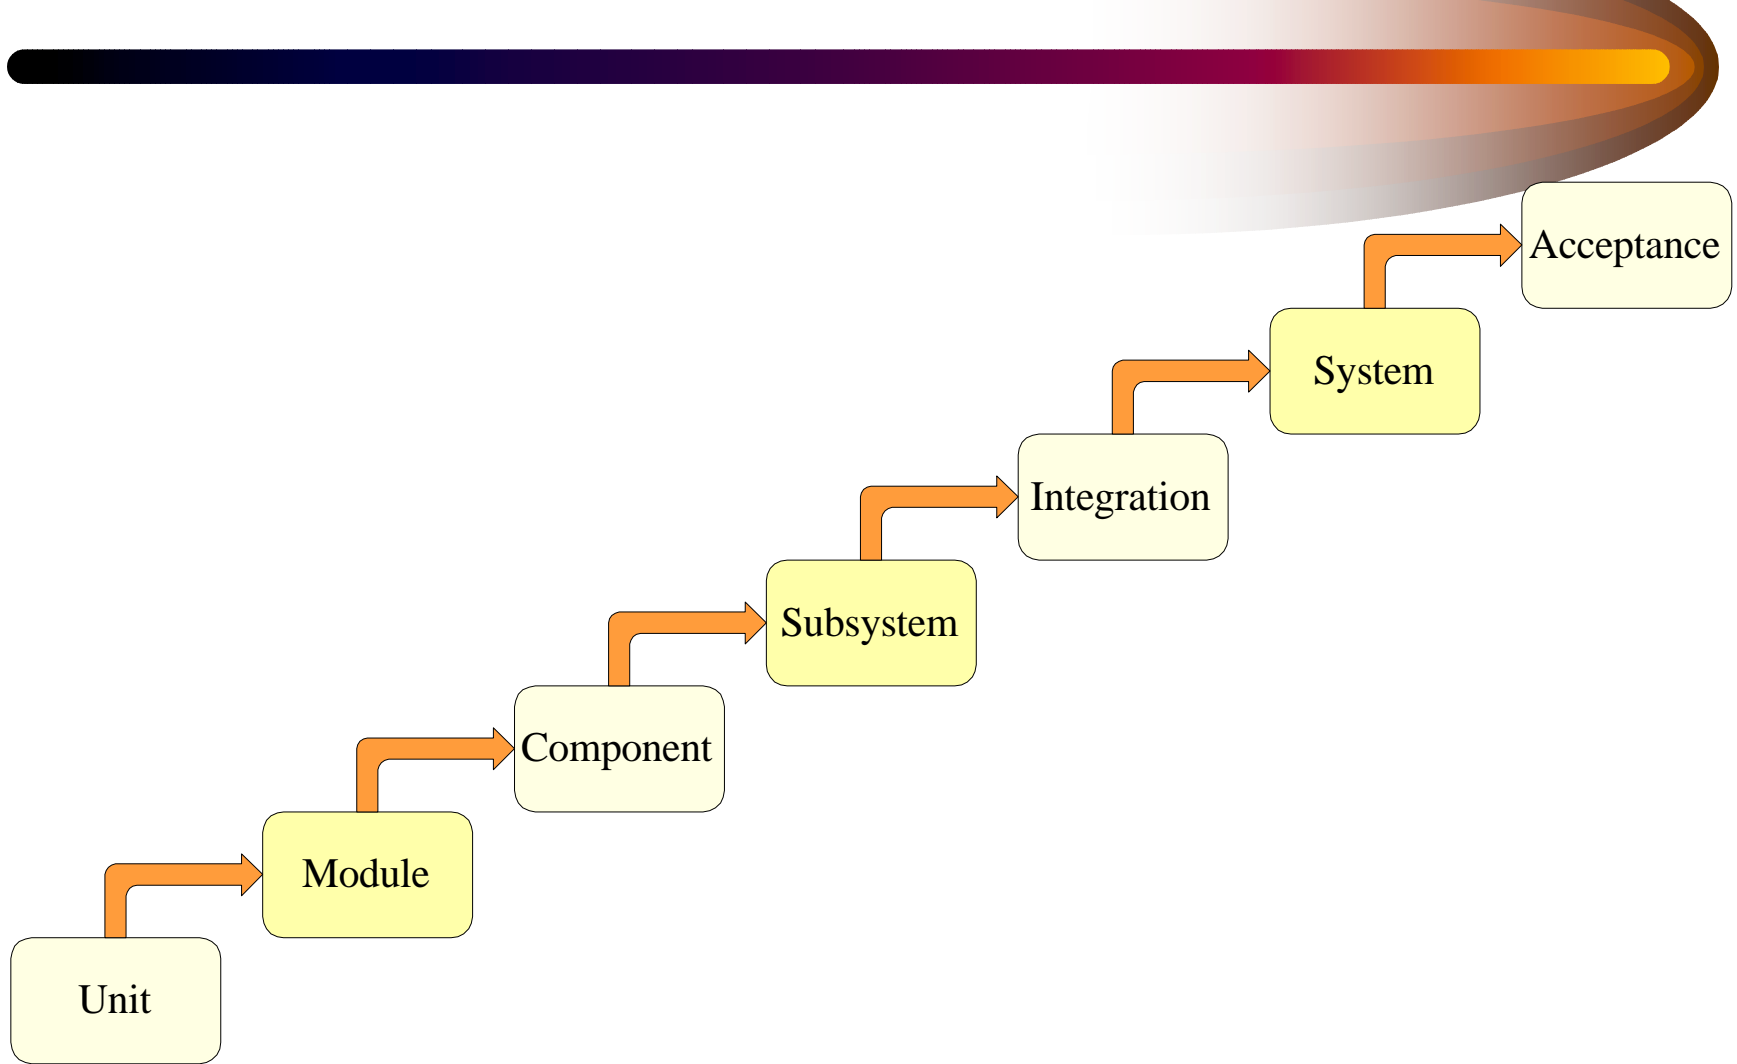 Acceptance
System
Integration
Subsystem
Component
Module
Unit